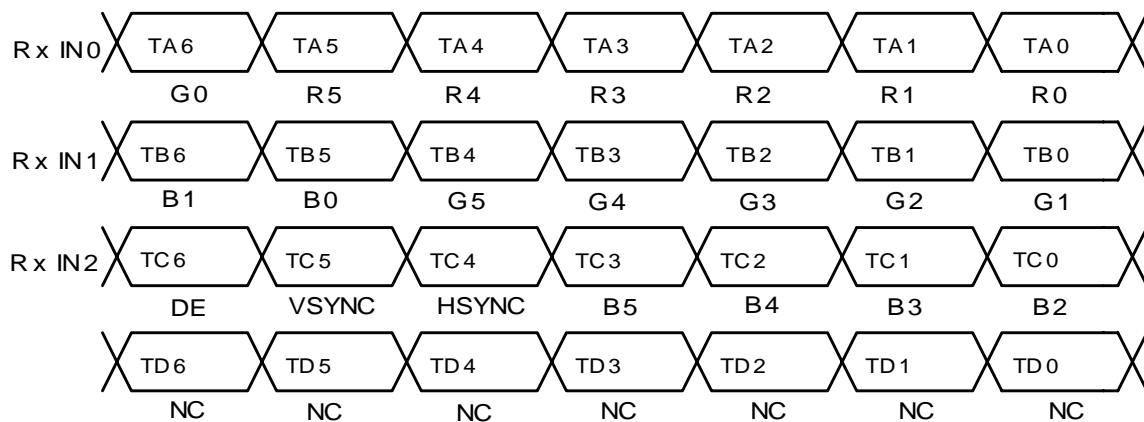 Rx IN0 TA6 TA5 TA4 TA3 TA2 TA1 TA0
G0 R5 R4 R3 R2 R1 R0
Rx IN1 TB6 TB5 TB4 TB3 TB2 TB1 TB0
B1 B0 G5 G4 G3 G2 G1
Rx IN2 TC6 TC5 TC4 TC3 TC2 TC1 TC0
DE VSYNC HSYNC B5 B4 B3 B2
TD6 TD5 TD4 TD3 TD2 TD1 TD0
NC NC NC NC NC NC NC